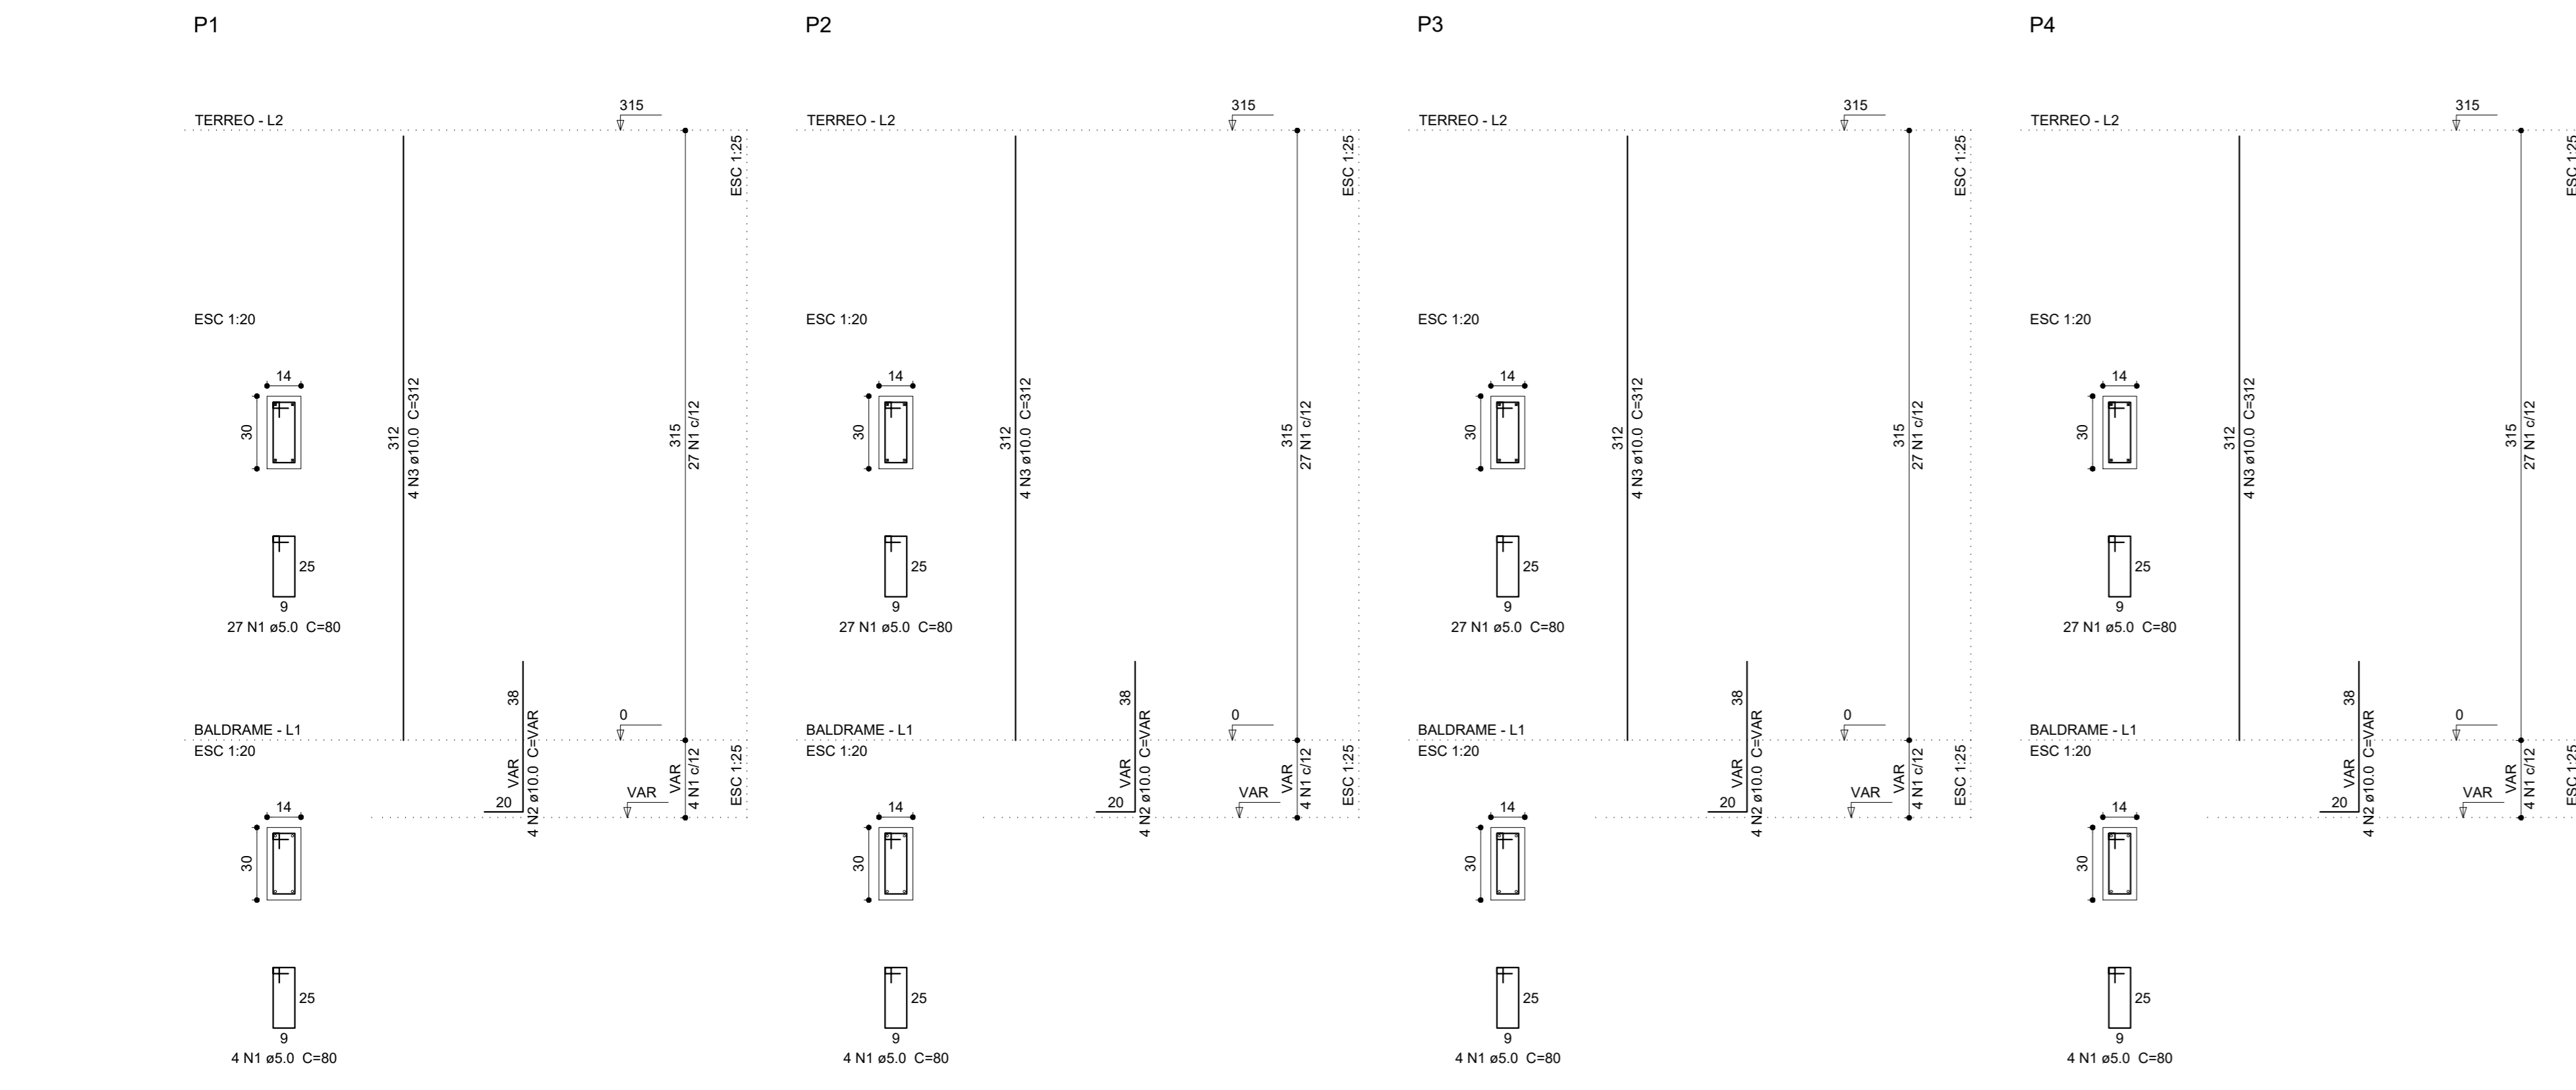 P1
TERREO - L2
315
ESC 1:25
ESC 1:20
14
30
312
4 N3 ø10.0 C=312
315
27 N1 c/12
25
9
27 N1 ø5.0 C=80
38
BALDRAME - L1
0
ESC 1:20
VAR
4 N2 ø10.0 C=VAR
20
VAR
VAR
4 N1 c/12
ESC 1:25
14
30
25
9
4 N1 ø5.0 C=80
P2
TERREO - L2
315
ESC 1:25
ESC 1:20
14
30
312
4 N3 ø10.0 C=312
315
27 N1 c/12
25
9
27 N1 ø5.0 C=80
38
BALDRAME - L1
0
ESC 1:20
VAR
4 N2 ø10.0 C=VAR
20
VAR
VAR
4 N1 c/12
ESC 1:25
14
30
25
9
4 N1 ø5.0 C=80
P3
TERREO - L2
315
ESC 1:25
ESC 1:20
14
30
312
4 N3 ø10.0 C=312
315
27 N1 c/12
25
9
27 N1 ø5.0 C=80
38
BALDRAME - L1
0
ESC 1:20
VAR
4 N2 ø10.0 C=VAR
20
VAR
VAR
4 N1 c/12
ESC 1:25
14
30
25
9
4 N1 ø5.0 C=80
P4
TERREO - L2
315
ESC 1:25
ESC 1:20
14
30
312
4 N3 ø10.0 C=312
315
27 N1 c/12
25
9
27 N1 ø5.0 C=80
38
BALDRAME - L1
0
ESC 1:20
VAR
4 N2 ø10.0 C=VAR
20
VAR
VAR
4 N1 c/12
ESC 1:25
14
30
25
9
4 N1 ø5.0 C=80